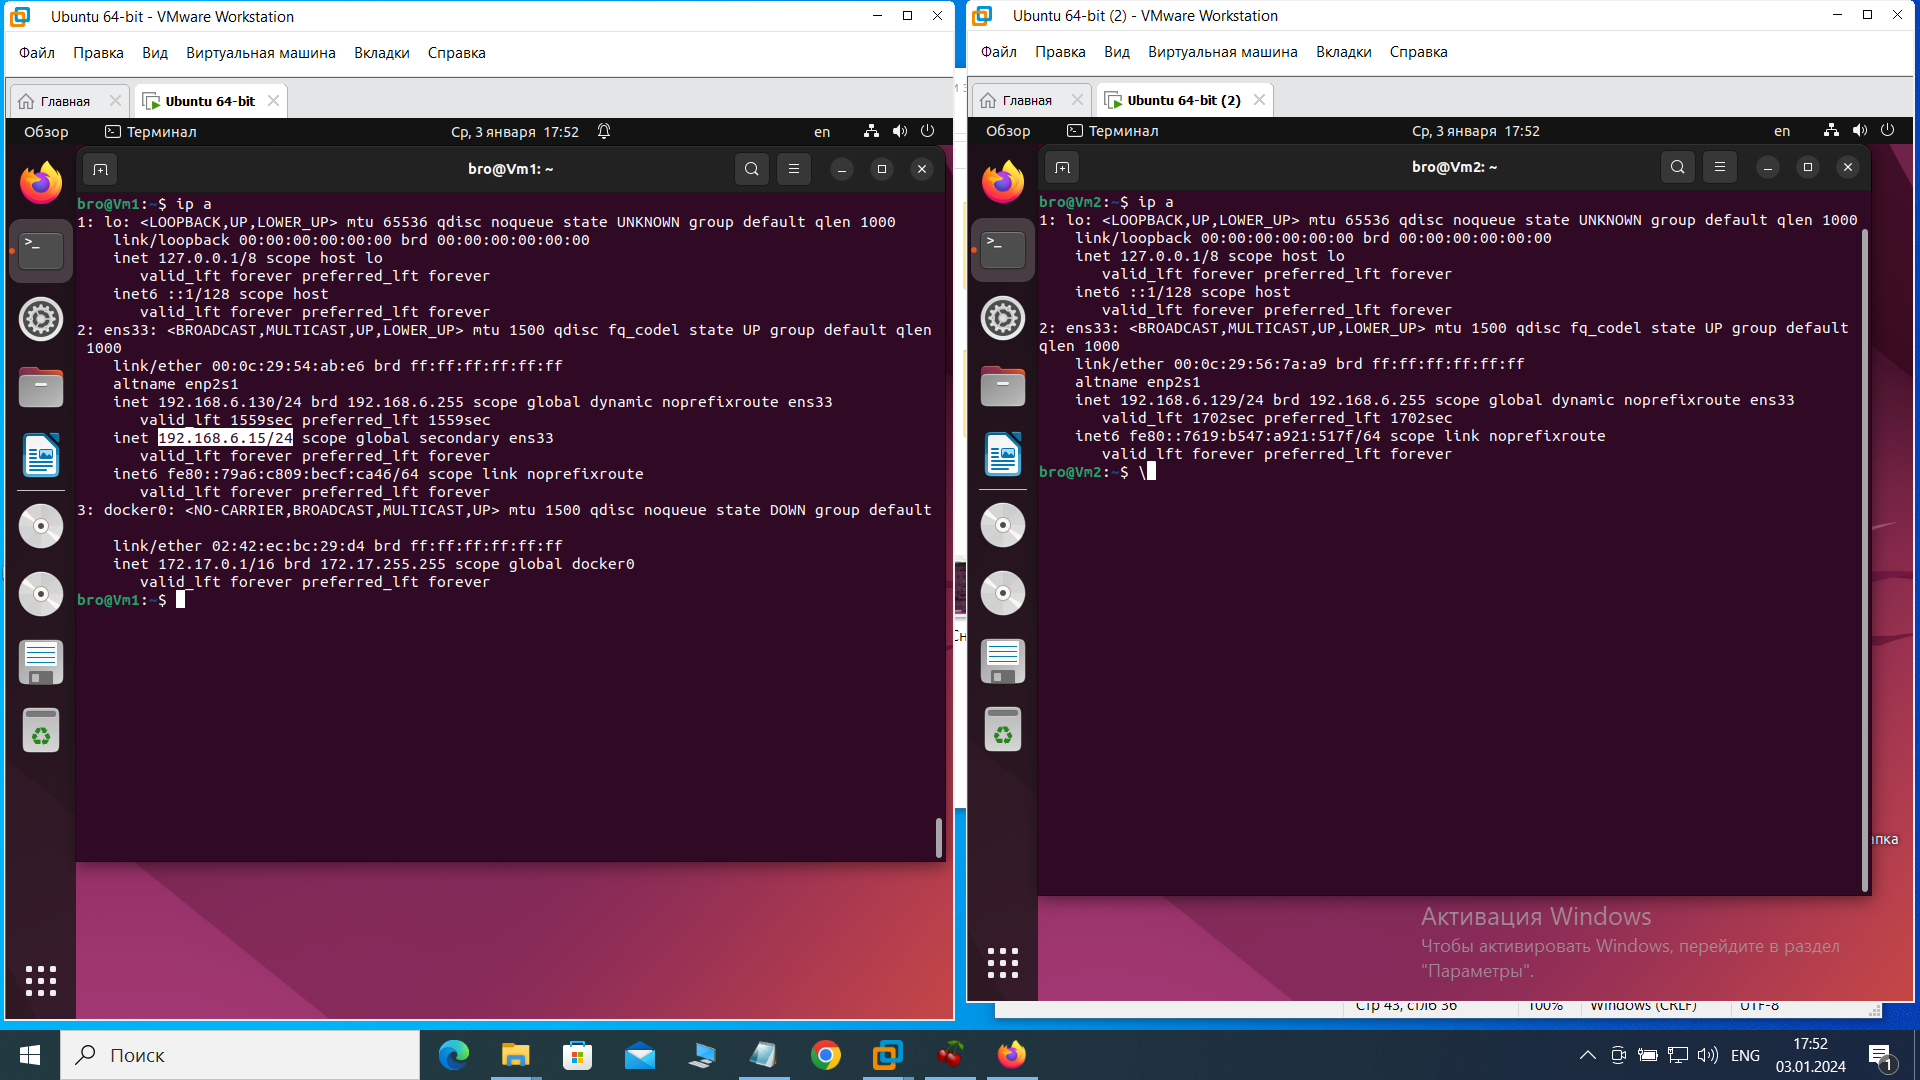 Ubuntu 64-bit - VMware Workstation
Файл Правка Вид Виртуальная машина Вкладки Справка
Главная Ubuntu 64-bit
Обзор Терминал Ср, 3 января 17:52 en
bro@Vm1: ~
bro@Vm1:~$ ip a
1: lo: <LOOPBACK,UP,LOWER_UP> mtu 65536 qdisc noqueue state UNKNOWN group default qlen 1000
link/loopback 00:00:00:00:00:00 brd 00:00:00:00:00:00
inet 127.0.0.1/8 scope host lo
valid_lft forever preferred_lft forever
inet6 ::1/128 scope host
valid_lft forever preferred_lft forever
2: ens33: <BROADCAST,MULTICAST,UP,LOWER_UP> mtu 1500 qdisc fq_codel state UP group default qlen
1000
link/ether 00:0c:29:54:ab:e6 brd ff:ff:ff:ff:ff:ff
altname enp2s1
inet 192.168.6.130/24 brd 192.168.6.255 scope global dynamic noprefixroute ens33
valid_lft 1559sec preferred_lft 1559sec
inet 192.168.6.15/24 scope global secondary ens33
valid_lft forever preferred_lft forever
inet6 fe80::79a6:c809:becf:ca46/64 scope link noprefixroute
valid_lft forever preferred_lft forever
3: docker0: <NO-CARRIER,BROADCAST,MULTICAST,UP> mtu 1500 qdisc noqueue state DOWN group default
link/ether 02:42:ec:bc:29:d4 brd ff:ff:ff:ff:ff:ff
inet 172.17.0.1/16 brd 172.17.255.255 scope global docker0
valid_lft forever preferred_lft forever
bro@Vm1:~$
Ubuntu 64-bit (2) - VMware Workstation
Файл Правка Вид Виртуальная машина Вкладки Справка
Главная Ubuntu 64-bit (2)
Обзор Терминал Ср, 3 января 17:52 en
bro@Vm2: ~
bro@Vm2:~$ ip a
1: lo: <LOOPBACK,UP,LOWER_UP> mtu 65536 qdisc noqueue state UNKNOWN group default qlen 1000
link/loopback 00:00:00:00:00:00 brd 00:00:00:00:00:00
inet 127.0.0.1/8 scope host lo
valid_lft forever preferred_lft forever
inet6 ::1/128 scope host
valid_lft forever preferred_lft forever
2: ens33: <BROADCAST,MULTICAST,UP,LOWER_UP> mtu 1500 qdisc fq_codel state UP group default
qlen 1000
link/ether 00:0c:29:56:7a:a9 brd ff:ff:ff:ff:ff:ff
altname enp2s1
inet 192.168.6.129/24 brd 192.168.6.255 scope global dynamic noprefixroute ens33
valid_lft 1702sec preferred_lft 1702sec
inet6 fe80::7619:b547:a921:517f/64 scope link noprefixroute
valid_lft forever preferred_lft forever
bro@Vm2:~$ \
апка
Активация Windows
Чтобы активировать Windows, перейдите в раздел
"Параметры".
Стр 43, стлб 36 100% Windows (CRLF) UTF-8
Поиск
ENG
17:52
03.01.2024
1